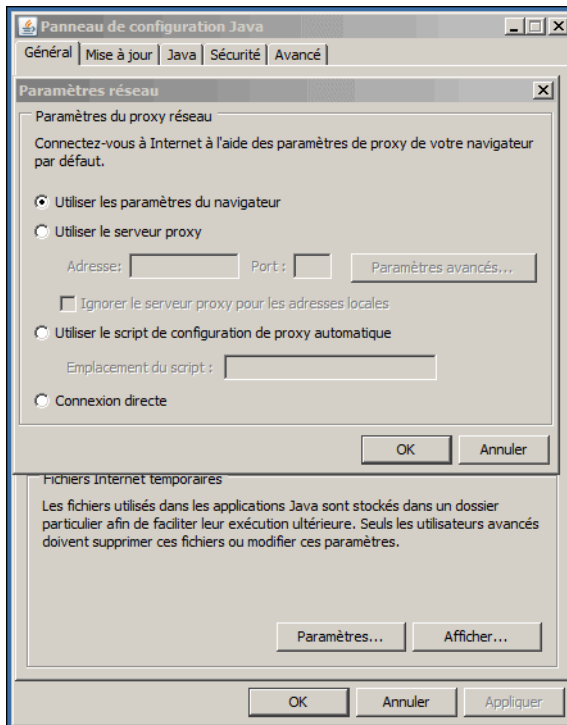 Panneau de configuration Java
Général Mise à jour Java Sécurité Avancé
Paramètres réseau
Paramètres du proxy réseau
Connectez-vous à Internet à l'aide des paramètres de proxy de votre navigateur
par défaut.
Utiliser les paramètres du navigateur
Utiliser le serveur proxy
Adresse: Port : Paramètres avancés...
Ignorer le serveur proxy pour les adresses locales
Utiliser le script de configuration de proxy automatique
Emplacement du script :
Connexion directe
OK Annuler
Fichiers Internet temporaires
Les fichiers utilisés dans les applications Java sont stockés dans un dossier
particulier afin de faciliter leur exécution ultérieure. Seuls les utilisateurs avancés
doivent supprimer ces fichiers ou modifier ces paramètres.
Paramètres... Afficher...
OK Annuler Appliquer